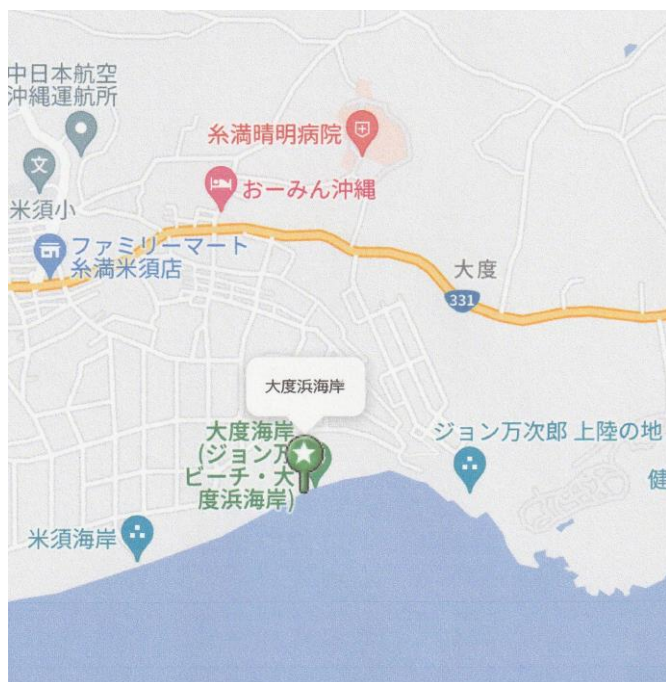 中日本航空
沖縄運航所
糸満晴明病院
文
米須小
おーみん沖縄
ファミリーマート
糸満米須店
大度
331
大度浜海岸
大度海岸
(ジョン万
ビーチ・大
度浜海岸)
ジョン万次郎 上陸の地
健
米須海岸